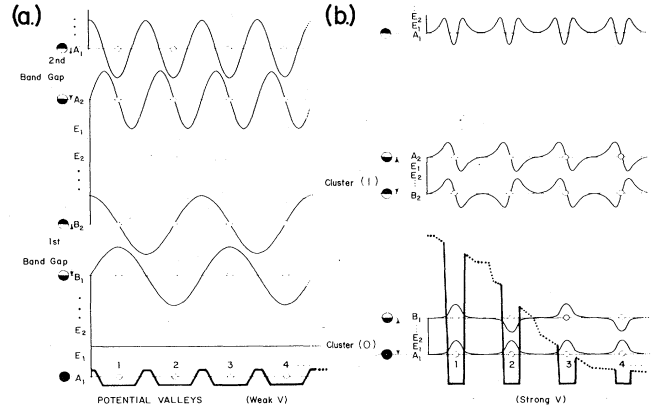 (a.)
A₁
2nd
Band Gap
A₂
E₁
E₂
B₂
1st
Band Gap
B₁
E₂
E₁
A₁
1 2 3 4
POTENTIAL VALLEYS (Weak V)
(b.)
E₂
E₁
A₁
A₂
E₁
E₂
B₂
Cluster (1)
B₁
E₂
E₁
A₁
Cluster (0)
1 2 3 4
(Strong V)